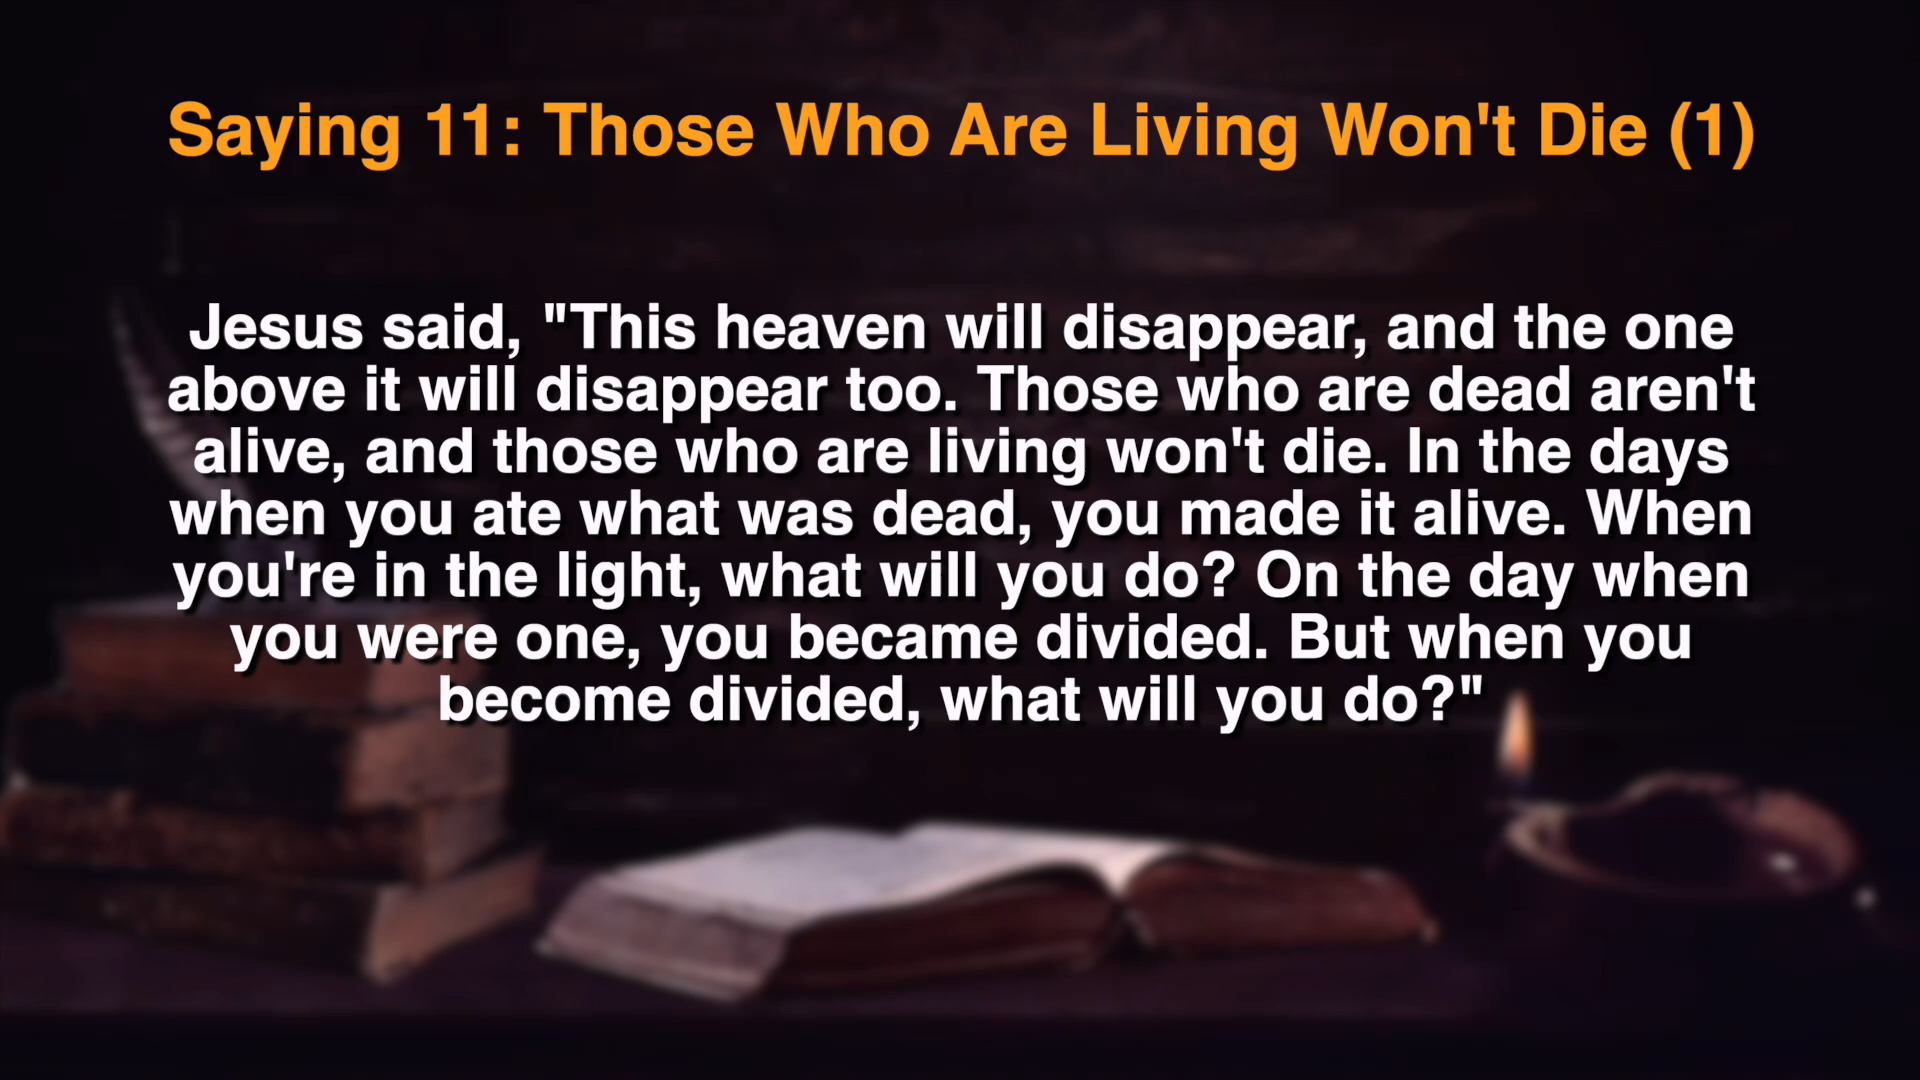 Saying 11: Those Who Are Living Won't Die (1)
Jesus said, "This heaven will disappear, and the one
above it will disappear too. Those who are dead aren't
alive, and those who are living won't die. In the days
when you ate what was dead, you made it alive. When
you're in the light, what will you do? On the day when
you were one, you became divided. But when you
become divided, what will you do?"